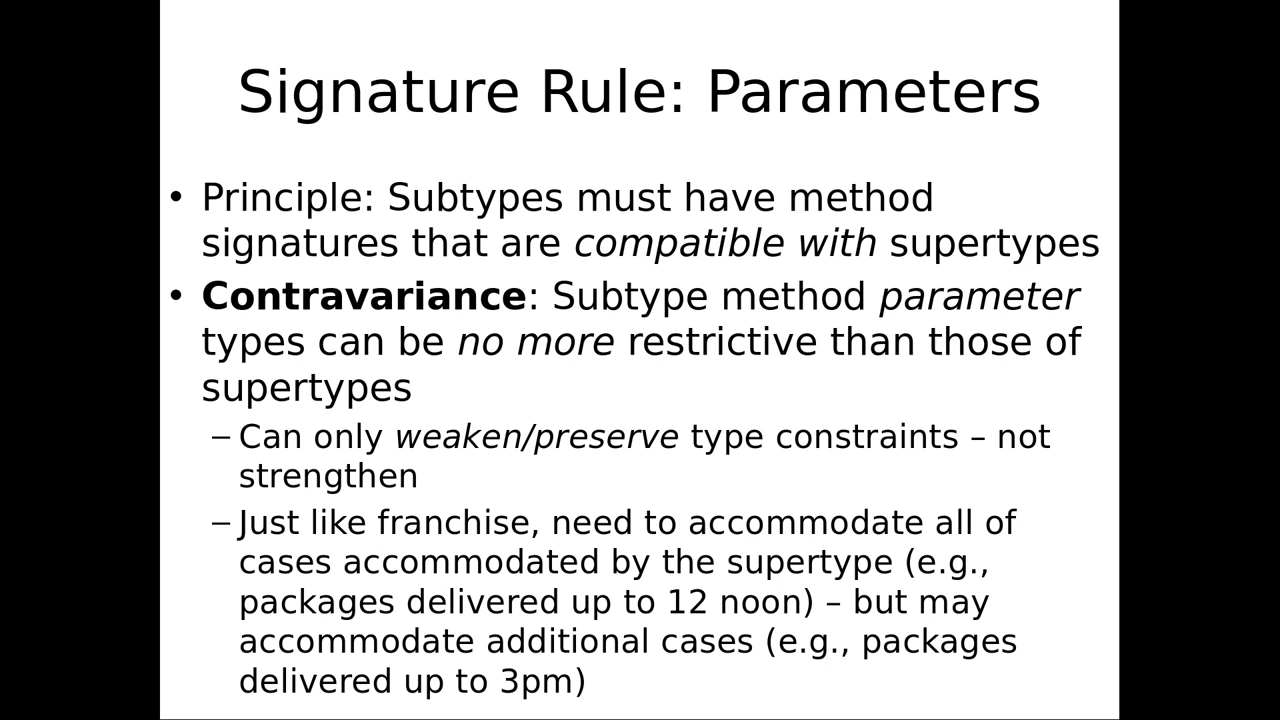 Signature Rule: Parameters
• Principle: Subtypes must have method
signatures that are compatible with supertypes
• Contravariance: Subtype method parameter
types can be no more restrictive than those of
supertypes
– Can only weaken/preserve type constraints – not
strengthen
– Just like franchise, need to accommodate all of
cases accommodated by the supertype (e.g.,
packages delivered up to 12 noon) – but may
accommodate additional cases (e.g., packages
delivered up to 3pm)